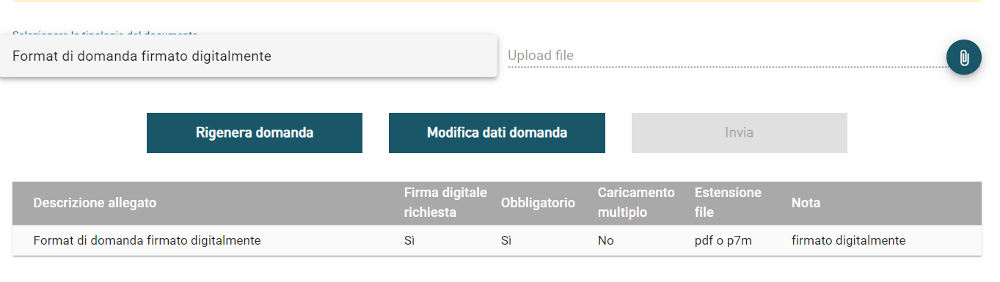 Selezionare la tipologia del documento
Format di domanda firmato digitalmente
Upload file
Rigenera domanda
Modifica dati domanda
Invia
Descrizione allegato
Firma digitale richiesta
Obbligatorio
Caricamento multiplo
Estensione file
Nota
Format di domanda firmato digitalmente
Sì
Sì
No
pdf o p7m
firmato digitalmente